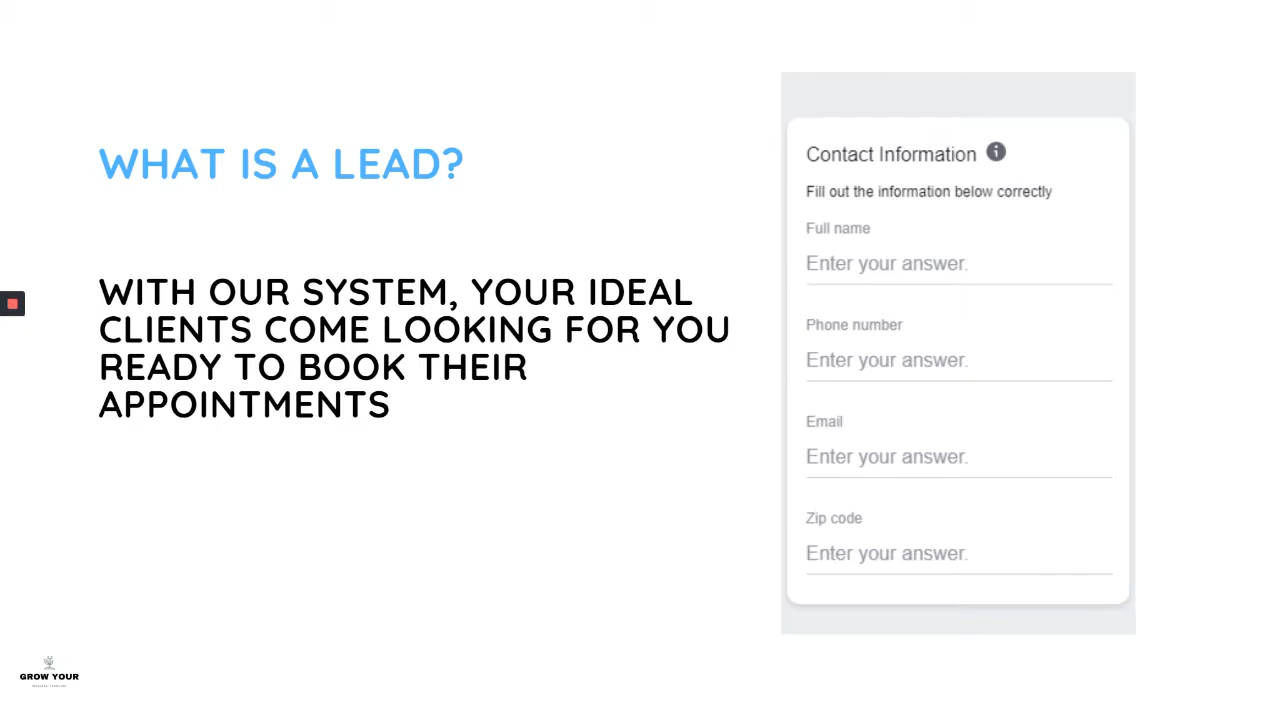 WHAT IS A LEAD?
WITH OUR SYSTEM, YOUR IDEAL
CLIENTS COME LOOKING FOR YOU
READY TO BOOK THEIR
APPOINTMENTS
Contact Information
Fill out the information below correctly
Full name
Enter your answer.
Phone number
Enter your answer.
Email
Enter your answer.
Zip code
Enter your answer.
GROW YOUR